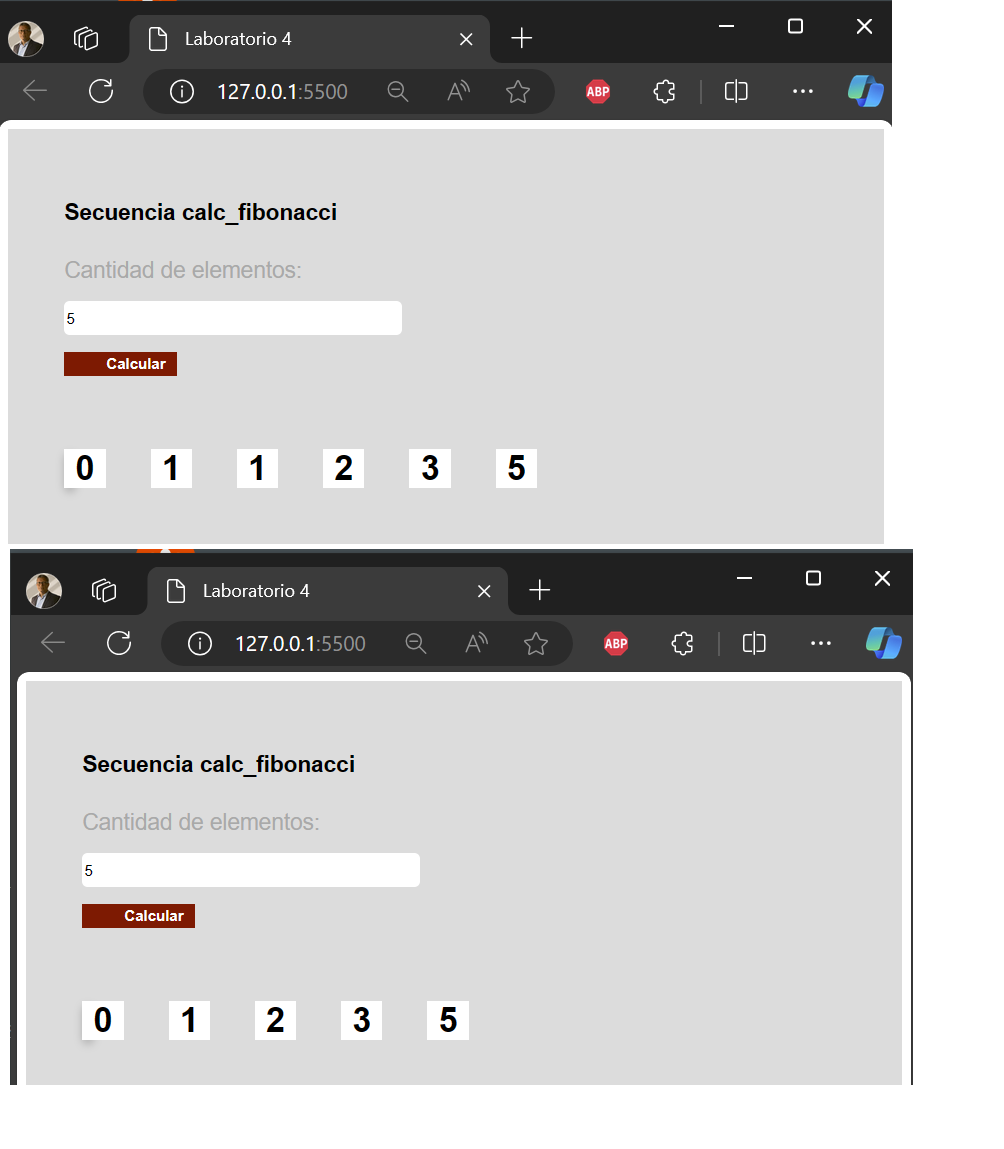 Laboratorio 4
127.0.0.1:5500
A
ABP
Secuencia calc_fibonacci
Cantidad de elementos:
5
Calcular
0 1 1 2 3 5
Laboratorio 4
127.0.0.1:5500
A
ABP
Secuencia calc_fibonacci
Cantidad de elementos:
5
Calcular
0 1 2 3 5